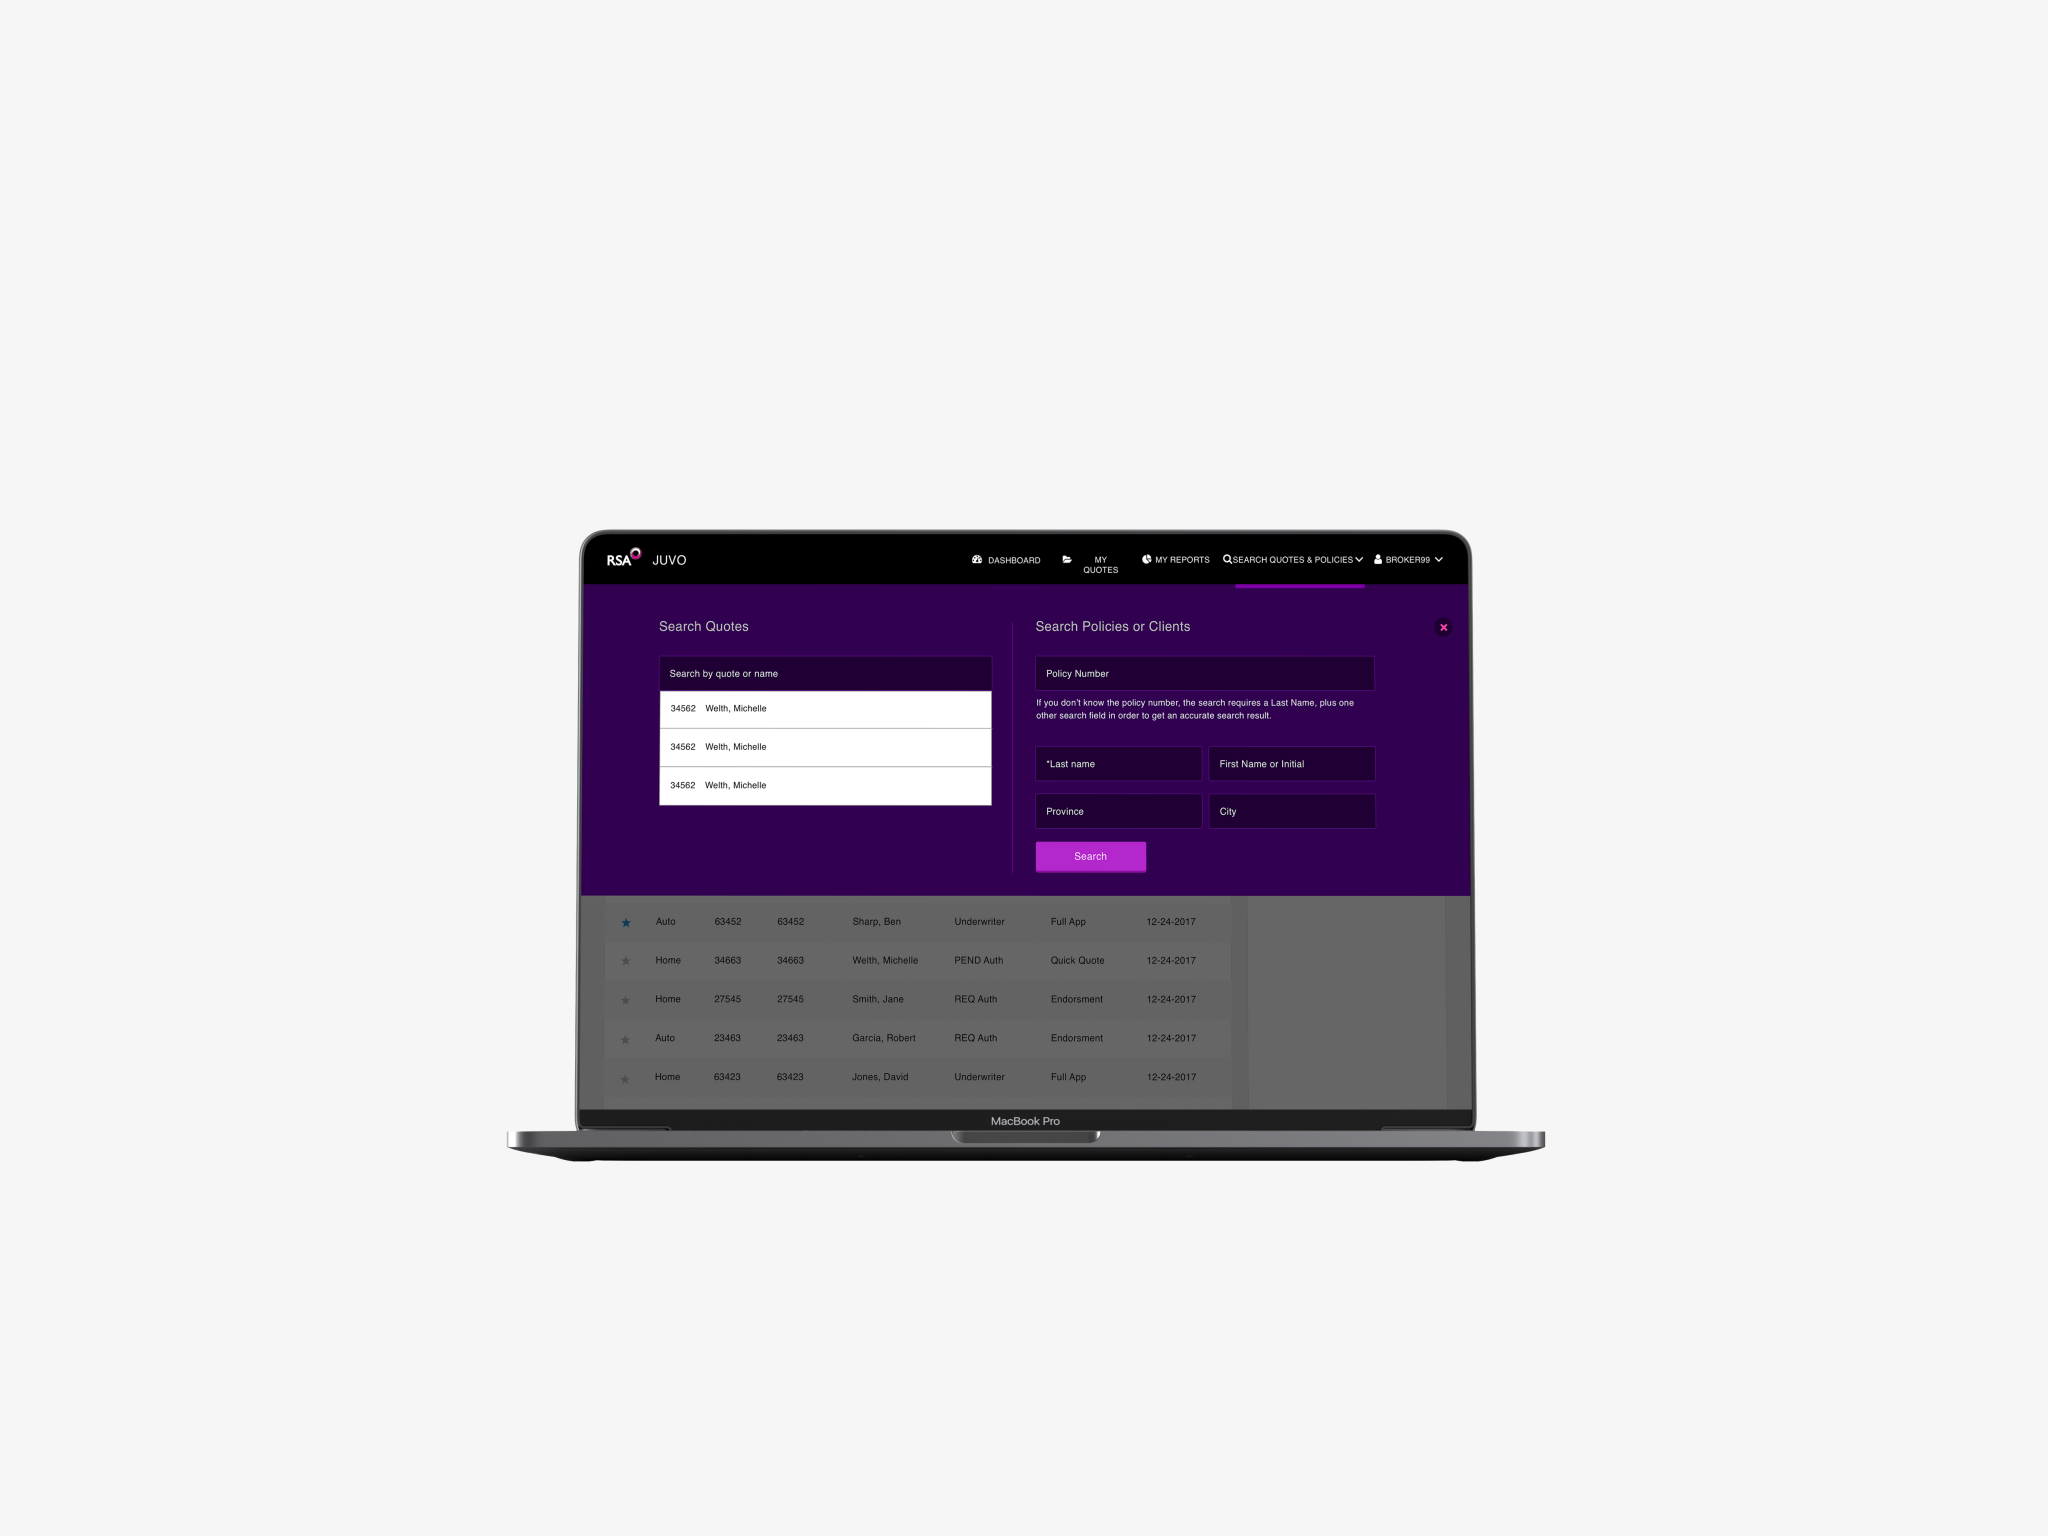 RSA JUVO
DASHBOARD
MY
QUOTES
MY REPORTS
SEARCH QUOTES & POLICIES
BROKER99
Search Quotes
Search by quote or name
34562 Welth, Michelle
34562 Welth, Michelle
34562 Welth, Michelle
Search Policies or Clients
Policy Number
If you don't know the policy number, the search requires a Last Name, plus one
other search field in order to get an accurate search result.
*Last name
First Name or Initial
Province
City
Search
Auto 63452 63452 Sharp, Ben Underwriter Full App 12-24-2017
Home 34663 34663 Welth, Michelle PEND Auth Quick Quote 12-24-2017
Home 27545 27545 Smith, Jane REQ Auth Endorsment 12-24-2017
Auto 23463 23463 Garcia, Robert REQ Auth Endorsment 12-24-2017
Home 63423 63423 Jones, David Underwriter Full App 12-24-2017
MacBook Pro